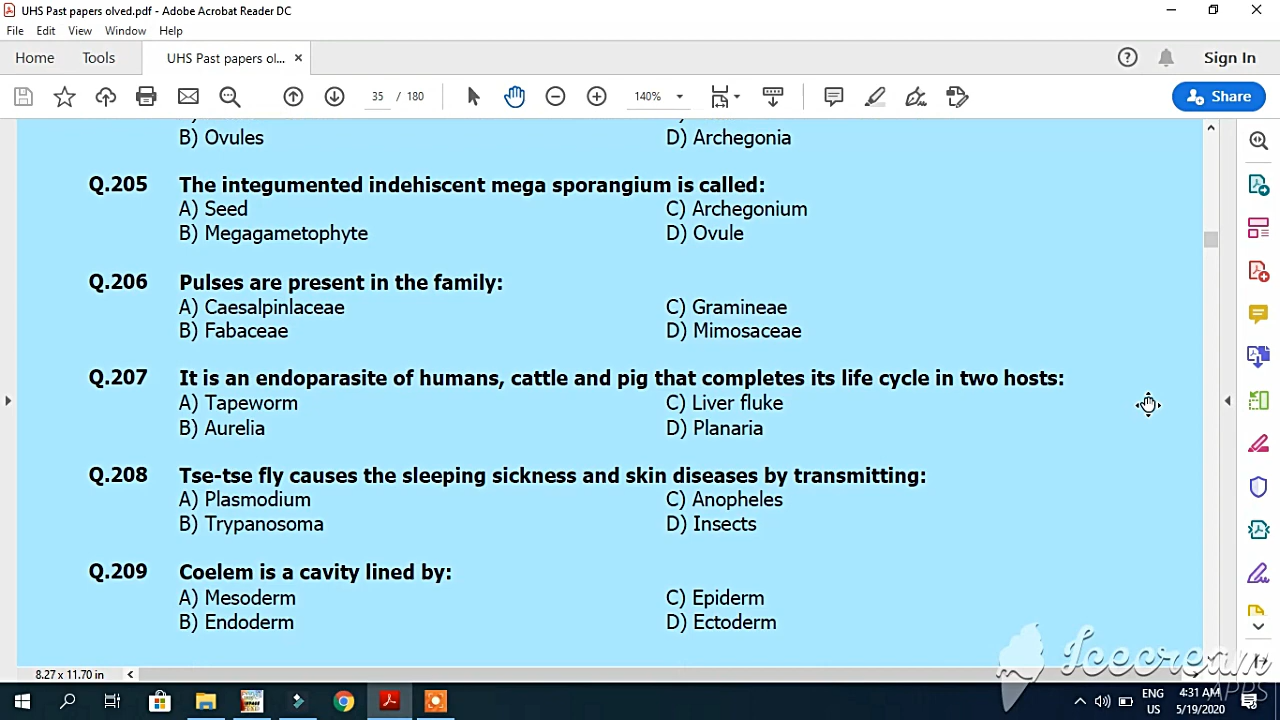 UHS Past papers olved.pdf - Adobe Acrobat Reader DC
File Edit View Window Help
Home Tools UHS Past papers ol... × Sign In
35 / 180 140% Share
B) Ovules D) Archegonia
Q.205 The integumented indehiscent mega sporangium is called:
A) Seed C) Archegonium
B) Megagametophyte D) Ovule
Q.206 Pulses are present in the family:
A) Caesalpinlaceae C) Gramineae
B) Fabaceae D) Mimosaceae
Q.207 It is an endoparasite of humans, cattle and pig that completes its life cycle in two hosts:
A) Tapeworm C) Liver fluke
B) Aurelia D) Planaria
Q.208 Tse-tse fly causes the sleeping sickness and skin diseases by transmitting:
A) Plasmodium C) Anopheles
B) Trypanosoma D) Insects
Q.209 Coelem is a cavity lined by:
A) Mesoderm C) Epiderm
B) Endoderm D) Ectoderm
8.27 x 11.70 in
Icecream
APPS
ENG 4:31 AM
US 5/19/2020